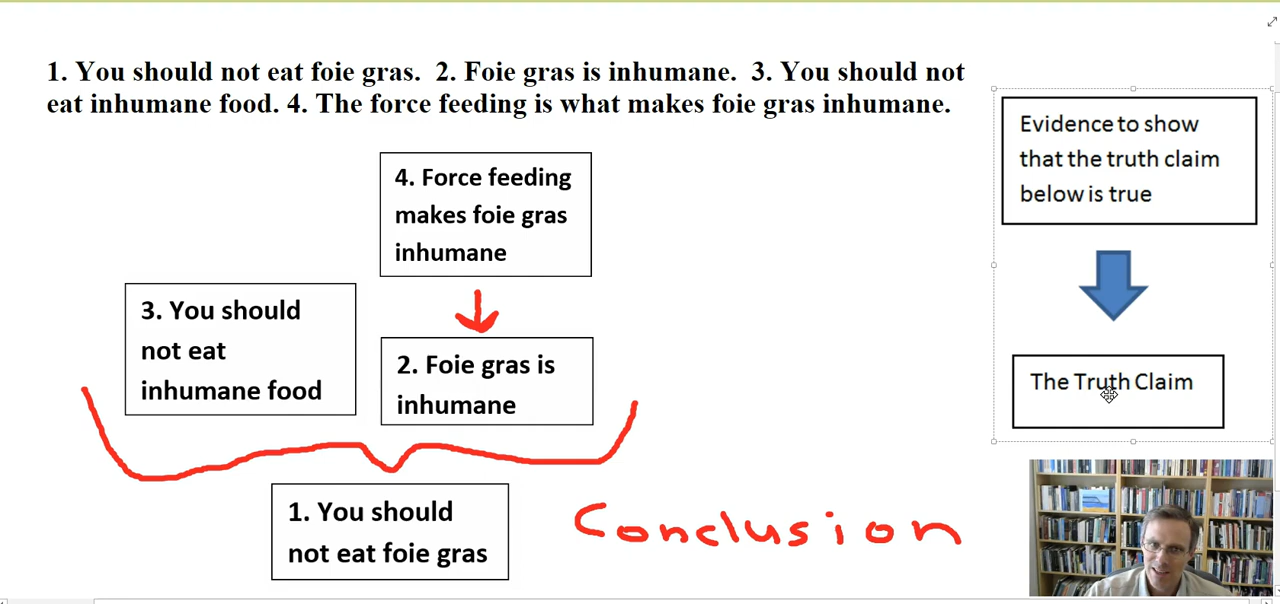 1. You should not eat foie gras.  2. Foie gras is inhumane.  3. You should not
eat inhumane food. 4. The force feeding is what makes foie gras inhumane.
4. Force feeding
makes foie gras
inhumane
3. You should
not eat
inhumane food
2. Foie gras is
inhumane
1. You should
not eat foie gras
Conclusion
Evidence to show
that the truth claim
below is true
The Truth Claim